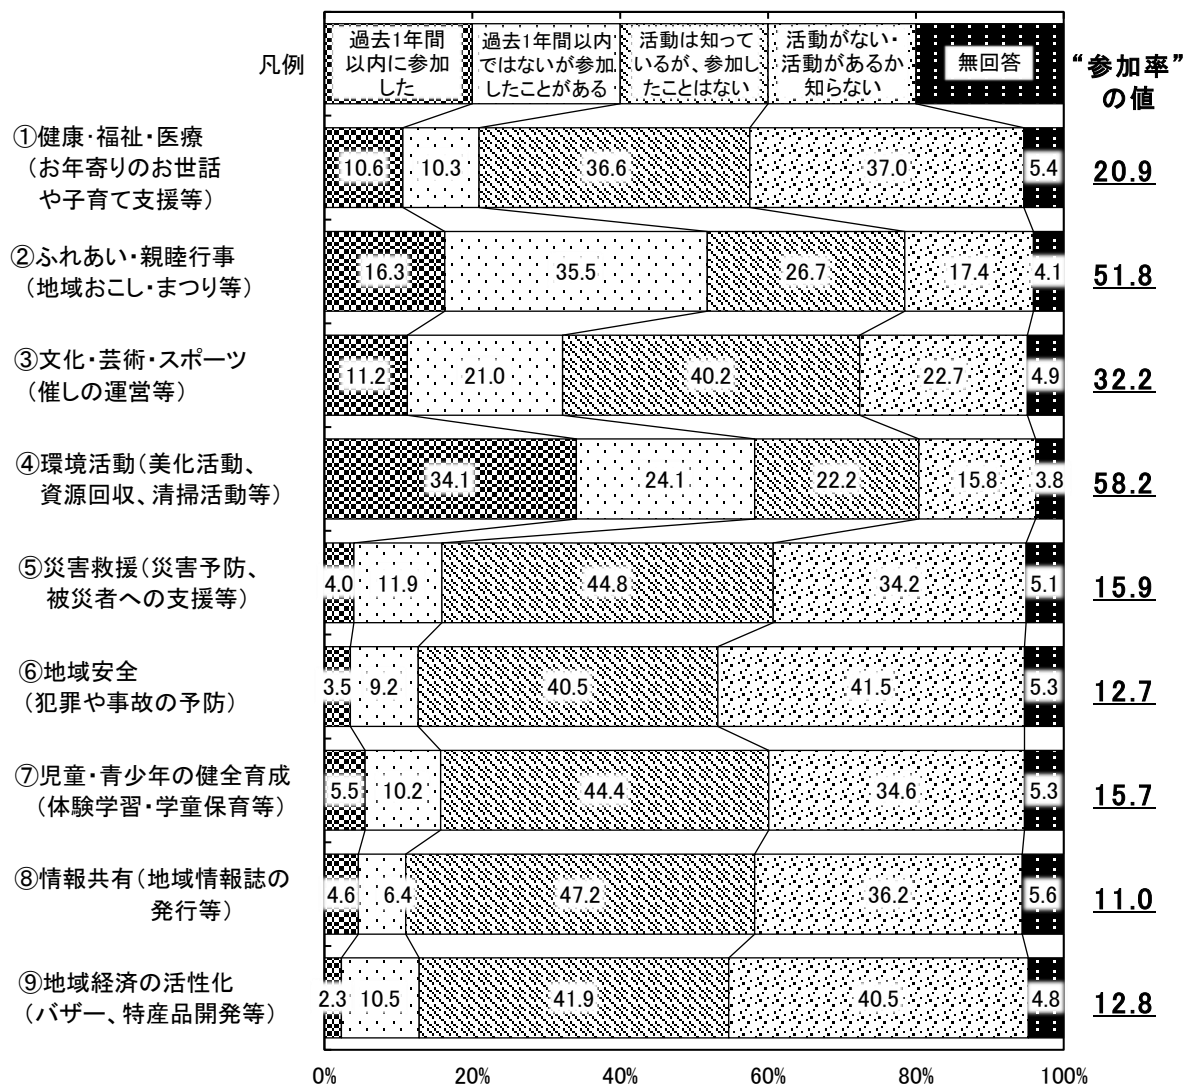 凡例
過去1年間
以内に参加
した
過去1年間以内
ではないが参加
したことがある
活動は知って
いるが、参加し
たことはない
活動がない・
活動があるか
知らない
無回答
“参加率”
の値
①健康・福祉・医療
（お年寄りのお世話
や子育て支援等）
10.6 10.3 36.6 37.0 5.4 20.9
②ふれあい・親睦行事
（地域おこし・まつり等）
16.3 35.5 26.7 17.4 4.1 51.8
③文化・芸術・スポーツ
（催しの運営等）
11.2 21.0 40.2 22.7 4.9 32.2
④環境活動（美化活動、
資源回収、清掃活動等）
34.1 24.1 22.2 15.8 3.8 58.2
⑤災害救援（災害予防、
被災者への支援等）
4.0 11.9 44.8 34.2 5.1 15.9
⑥地域安全
（犯罪や事故の予防）
3.5 9.2 40.5 41.5 5.3 12.7
⑦児童・青少年の健全育成
（体験学習・学童保育等）
5.5 10.2 44.4 34.6 5.3 15.7
⑧情報共有（地域情報誌の
発行等）
4.6 6.4 47.2 36.2 5.6 11.0
⑨地域経済の活性化
（バザー、特産品開発等）
2.3 10.5 41.9 40.5 4.8 12.8
0% 20% 40% 60% 80% 100%